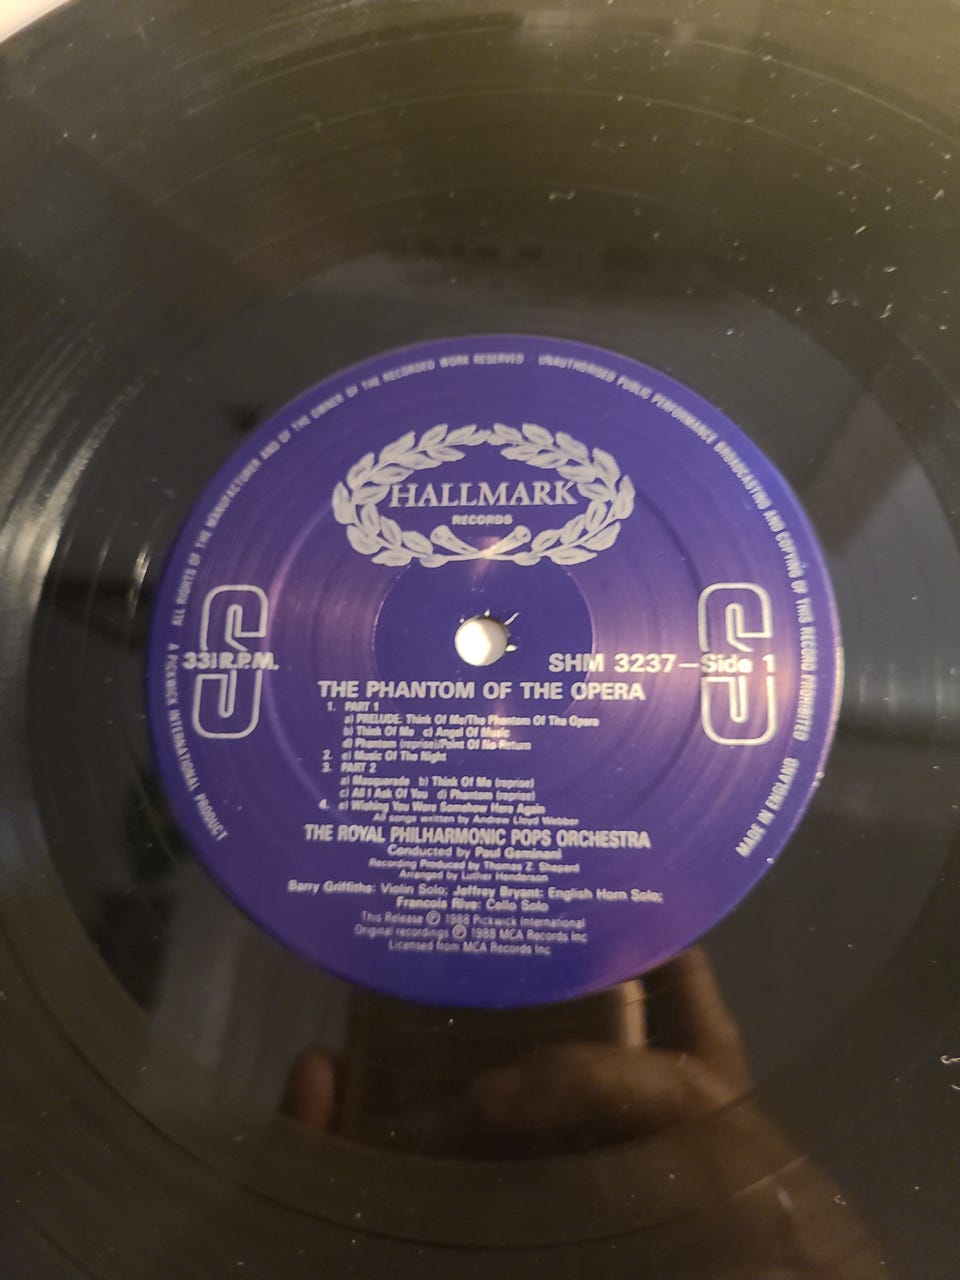 ALL RIGHTS OF THE MANUFACTURER AND OF THE OWNER OF THE RECORDED WORK RESERVED
UNAUTHORISED PUBLIC PERFORMANCE BROADCASTING AND COPYING OF THIS RECORD PROHIBITED
HALLMARK
RECORDS
S
S
33⅓ R.P.M.
SHM 3237–Side 1
THE PHANTOM OF THE OPERA
1. PART 1
a) PRELUDE: Think Of Me/The Phantom Of The Opera
b) Think Of Me c) Angel Of Music
d) Phantom (reprise)/Point Of No Return
2. e) Music Of The Night
3. PART 2
a) Masquerade b) Think Of Me (reprise)
c) All I Ask Of You d) Phantom (reprise)
4. e) Wishing You Were Somehow Here Again
All songs written by Andrew Lloyd Webber
THE ROYAL PHILHARMONIC POPS ORCHESTRA
Conducted by Paul Gemignani
Recording Produced by Thomas Z. Shepard
Arranged by Luther Henderson
Barry Griffiths: Violin Solo; Jeffrey Bryant: English Horn Solo;
Francois Rive: Cello Solo
This Release ℗ 1988 Pickwick International
Original recordings ℗ 1988 MCA Records Inc
Licensed from MCA Records Inc
A PICKWICK INTERNATIONAL PRODUCT
MADE IN ENGLAND